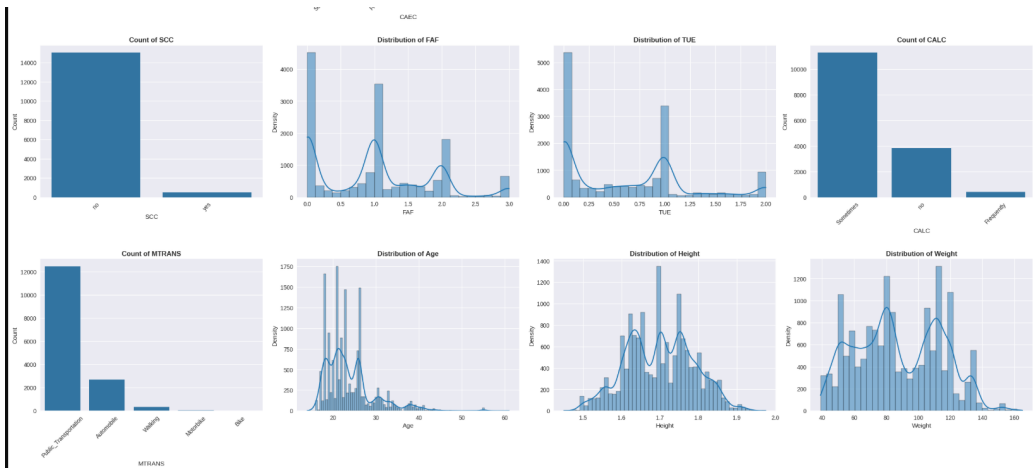 CAEC
Count of SCC
14000
12000
10000
8000
6000
4000
2000
0
Count
no
yes
SCC
Distribution of FAF
4000
3000
2000
1000
0
Density
0.0 0.5 1.0 1.5 2.0 2.5 3.0
FAF
Distribution of TUE
5000
4000
3000
2000
1000
0
Density
0.00 0.25 0.50 0.75 1.00 1.25 1.50 1.75 2.00
TUE
Count of CALC
10000
8000
6000
4000
2000
0
Count
Sometimes
no
Frequently
CALC
Count of MTRANS
12000
10000
8000
6000
4000
2000
0
Count
Public_Transportation
Automobile
Walking
Motorbike
Bike
MTRANS
Distribution of Age
1750
1500
1250
1000
750
500
250
0
Density
20 30 40 50 60
Age
Distribution of Height
1400
1200
1000
800
600
400
200
0
Density
1.5 1.6 1.7 1.8 1.9 2.0
Height
Distribution of Weight
1200
1000
800
600
400
200
0
Density
40 60 80 100 120 140 160
Weight